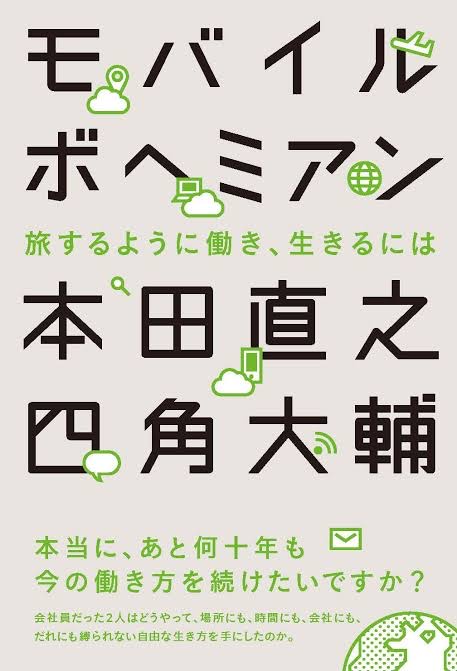 モバイル
ボヘミアン
旅するように働き、生きるには
本田直之
四角大輔
本当に、あと何十年も
今の働き方を続けたいですか？
会社員だった2人はどうやって、場所にも、時間にも、会社にも、
だれにも縛られない自由な生き方を手にしたのか。